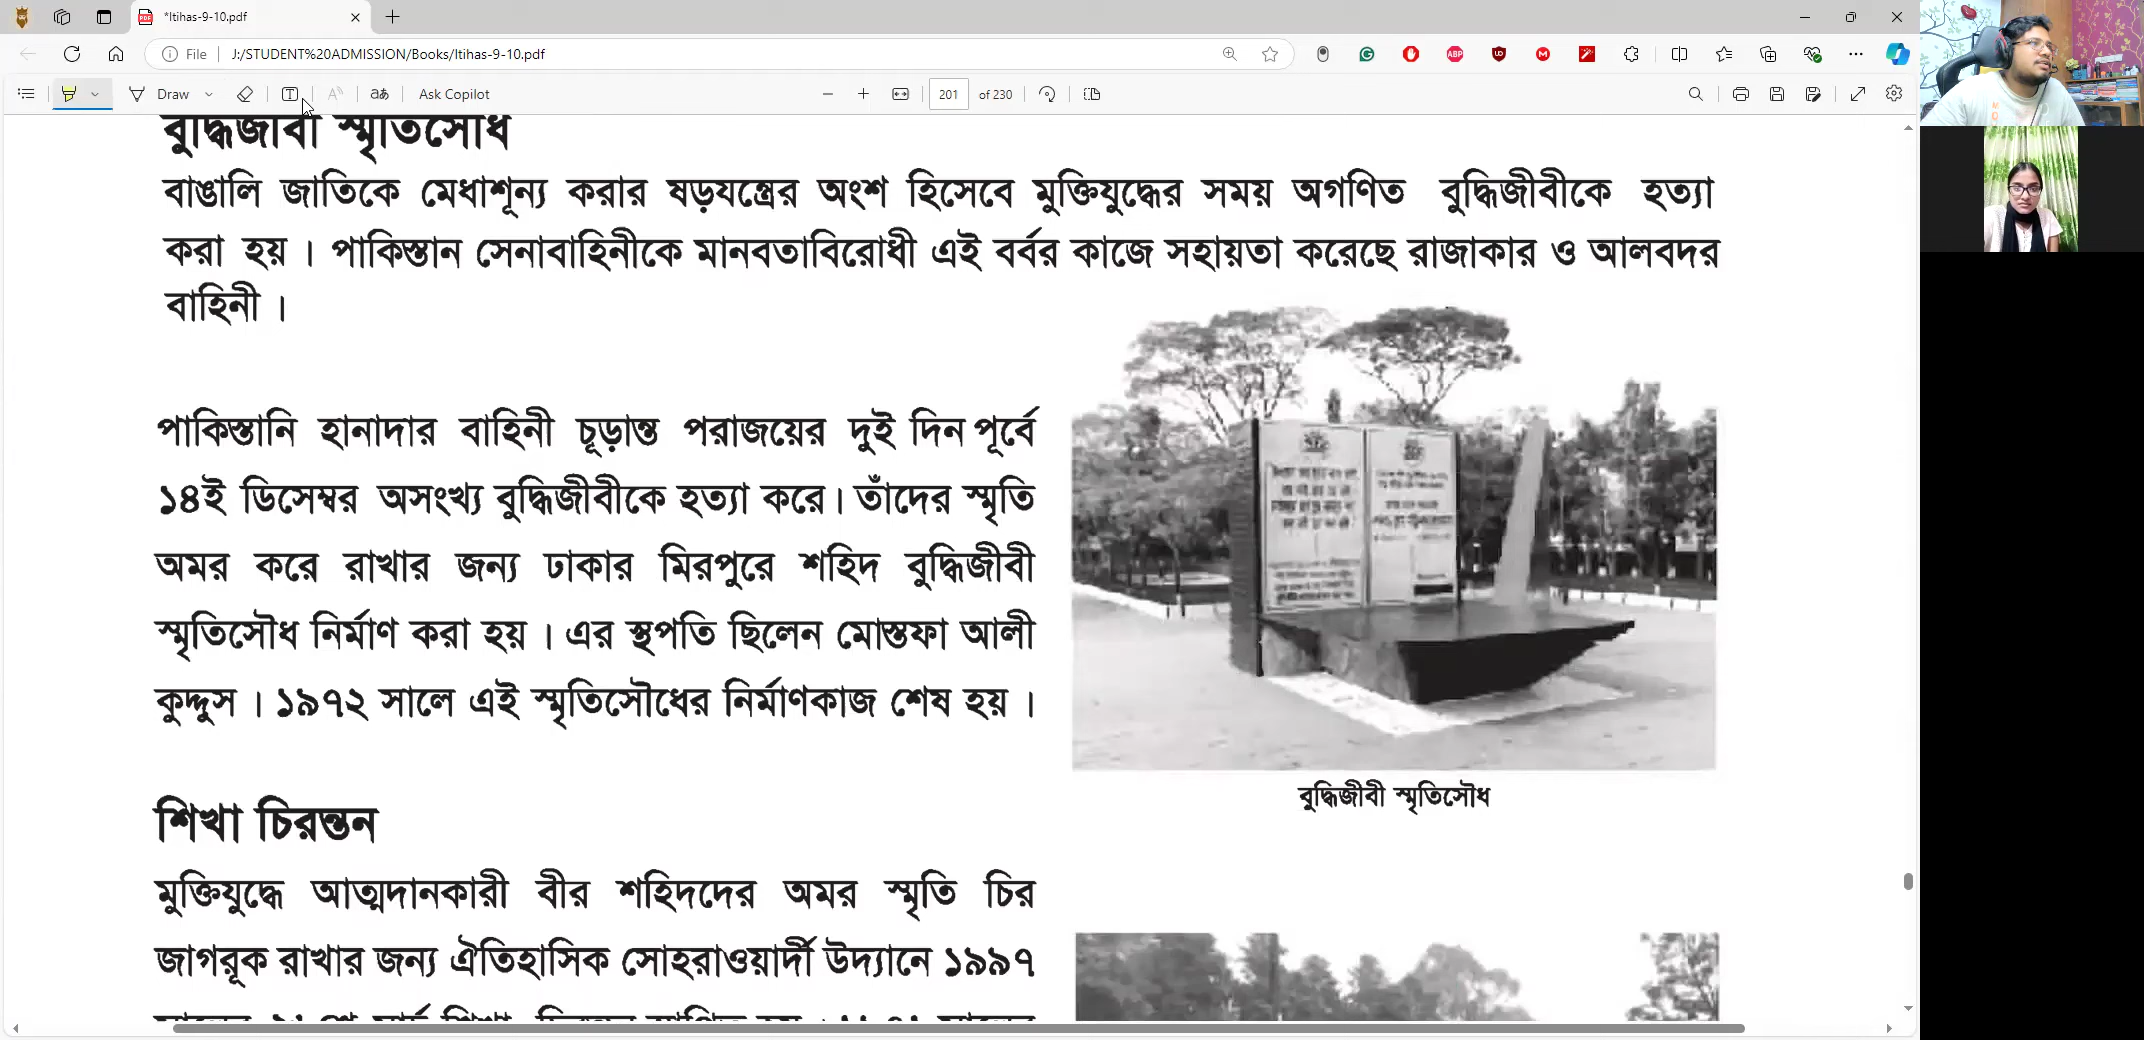 *Itihas-9-10.pdf
File
J:/STUDENT%20ADMISSION/Books/Itihas-9-10.pdf
Draw
Ask Copilot
201 of 230
বুদ্ধিজীবী স্মৃতিসৌধ
বাঙালি জাতিকে মেধাশূন্য করার ষড়যন্ত্রের অংশ হিসেবে মুক্তিযুদ্ধের সময় অগণিত বুদ্ধিজীবীকে হত্যা
করা হয় । পাকিস্তান সেনাবাহিনীকে মানবতাবিরোধী এই বর্বর কাজে সহায়তা করেছে রাজাকার ও আলবদর
বাহিনী ।
পাকিস্তানি হানাদার বাহিনী চূড়ান্ত পরাজয়ের দুই দিন পূর্বে
১৪ই ডিসেম্বর অসংখ্য বুদ্ধিজীবীকে হত্যা করে। তাঁদের স্মৃতি
অমর করে রাখার জন্য ঢাকার মিরপুরে শহিদ বুদ্ধিজীবী
স্মৃতিসৌধ নির্মাণ করা হয় । এর স্থপতি ছিলেন মোস্তফা আলী
কুদ্দুস । ১৯৭২ সালে এই স্মৃতিসৌধের নির্মাণকাজ শেষ হয় ।
বুদ্ধিজীবী স্মৃতিসৌধ
শিখা চিরন্তন
মুক্তিযুদ্ধে আত্মদানকারী বীর শহিদদের অমর স্মৃতি চির
জাগরূক রাখার জন্য ঐতিহাসিক সোহরাওয়ার্দী উদ্যানে ১৯৯৭